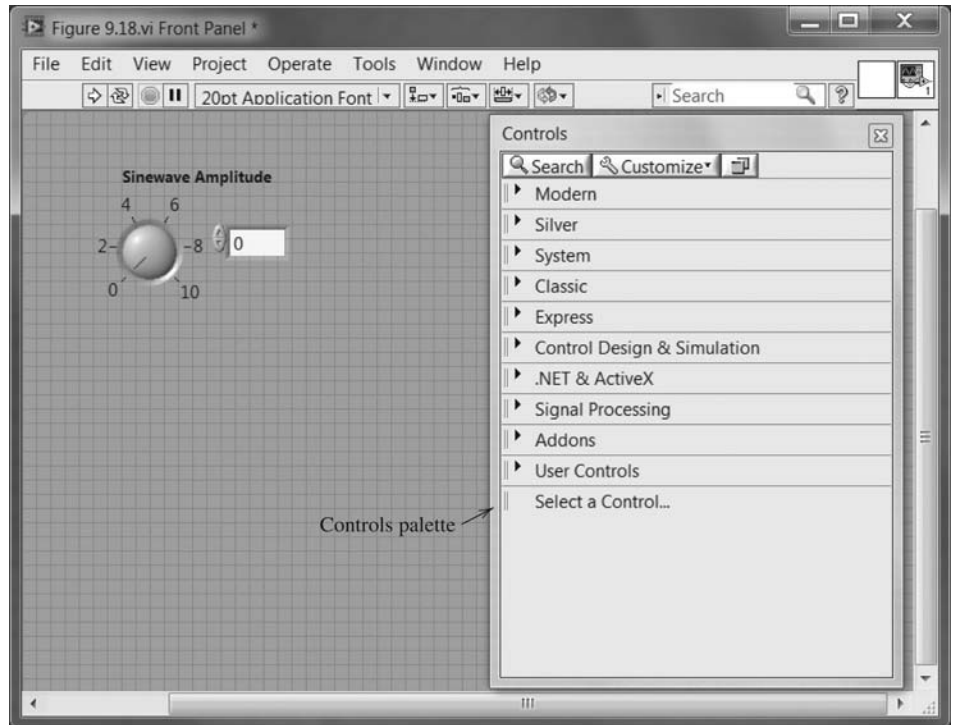 Figure 9.18.vi Front Panel *
File Edit View Project Operate Tools Window Help
20pt Application Font
Search
?
1
Controls
Search Customize
Modern
Silver
System
Classic
Express
Control Design & Simulation
.NET & ActiveX
Signal Processing
Addons
User Controls
Select a Control...
Sinewave Amplitude
4 6
2 8 0
0 10
Controls palette